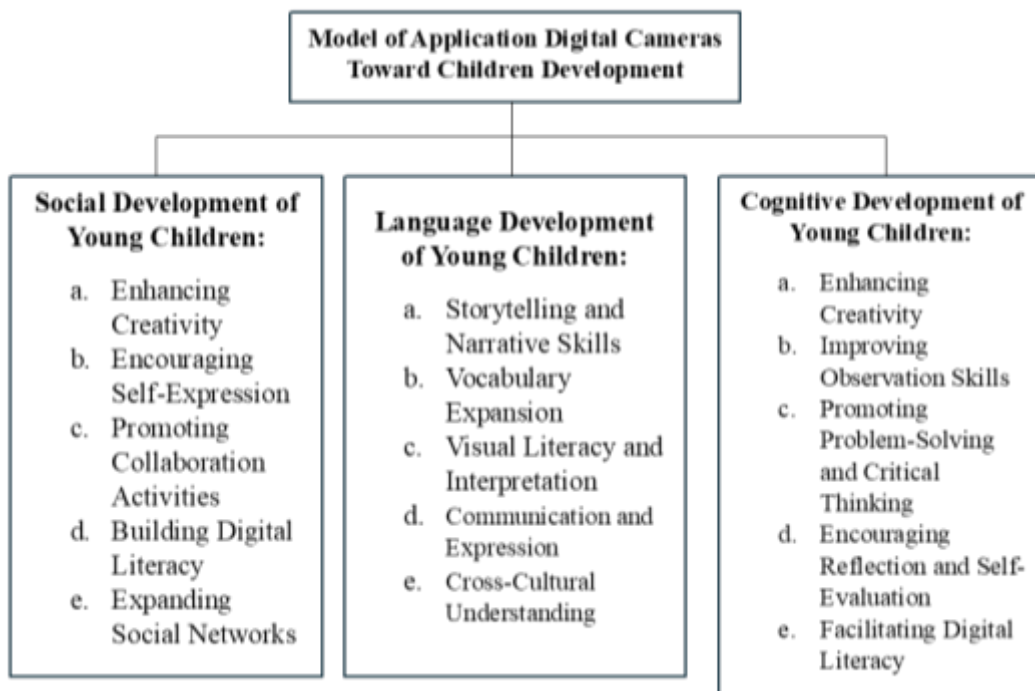 Model of Application Digital Cameras
Toward Children Development
Social Development of
Young Children:
a. Enhancing
Creativity
b. Encouraging
Self-Expression
c. Promoting
Collaboration
Activities
d. Building Digital
Literacy
e. Expanding
Social Networks
Language Development
of Young Children:
a. Storytelling and
Narrative Skills
b. Vocabulary
Expansion
c. Visual Literacy and
Interpretation
d. Communication and
Expression
e. Cross-Cultural
Understanding
Cognitive Development of
Young Children:
a. Enhancing
Creativity
b. Improving
Observation Skills
c. Promoting
Problem-Solving
and Critical
Thinking
d. Encouraging
Reflection and Self-
Evaluation
e. Facilitating Digital
Literacy